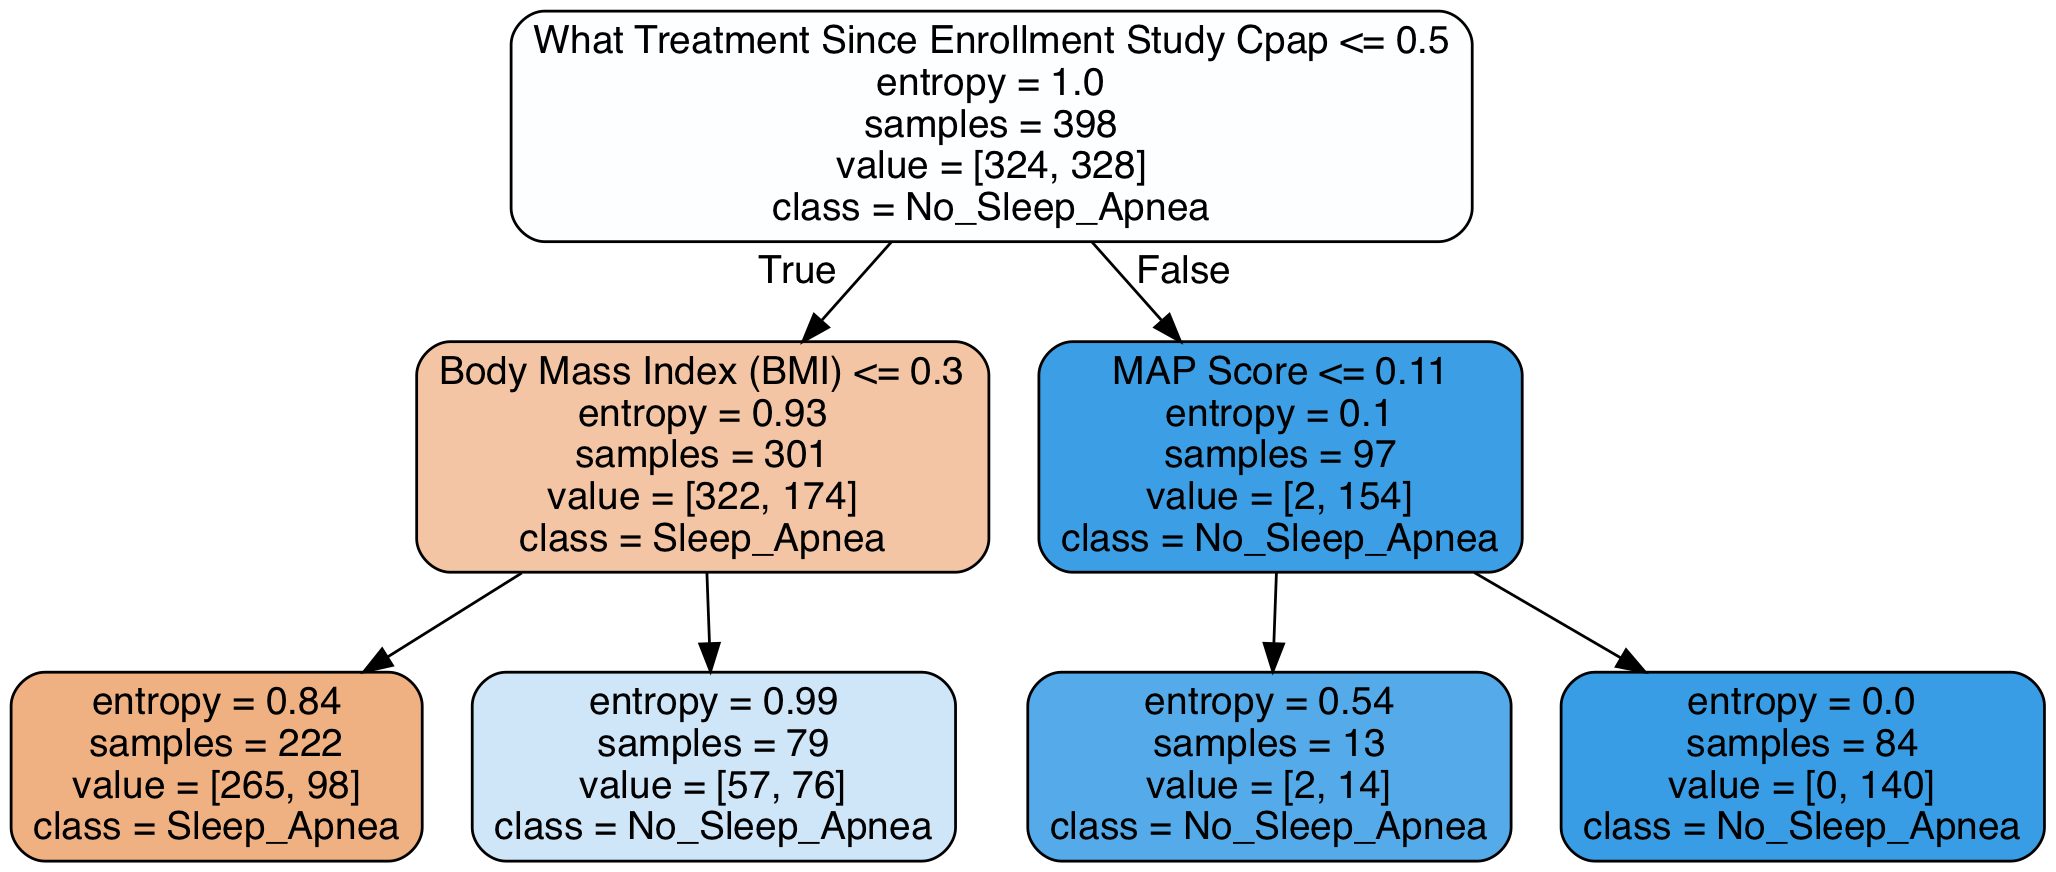 What Treatment Since Enrollment Study Cpap <= 0.5
entropy = 1.0
samples = 398
value = [324, 328]
class = No_Sleep_Apnea
True
False
Body Mass Index (BMI) <= 0.3
entropy = 0.93
samples = 301
value = [322, 174]
class = Sleep_Apnea
MAP Score <= 0.11
entropy = 0.1
samples = 97
value = [2, 154]
class = No_Sleep_Apnea
entropy = 0.84
samples = 222
value = [265, 98]
class = Sleep_Apnea
entropy = 0.99
samples = 79
value = [57, 76]
class = No_Sleep_Apnea
entropy = 0.54
samples = 13
value = [2, 14]
class = No_Sleep_Apnea
entropy = 0.0
samples = 84
value = [0, 140]
class = No_Sleep_Apnea